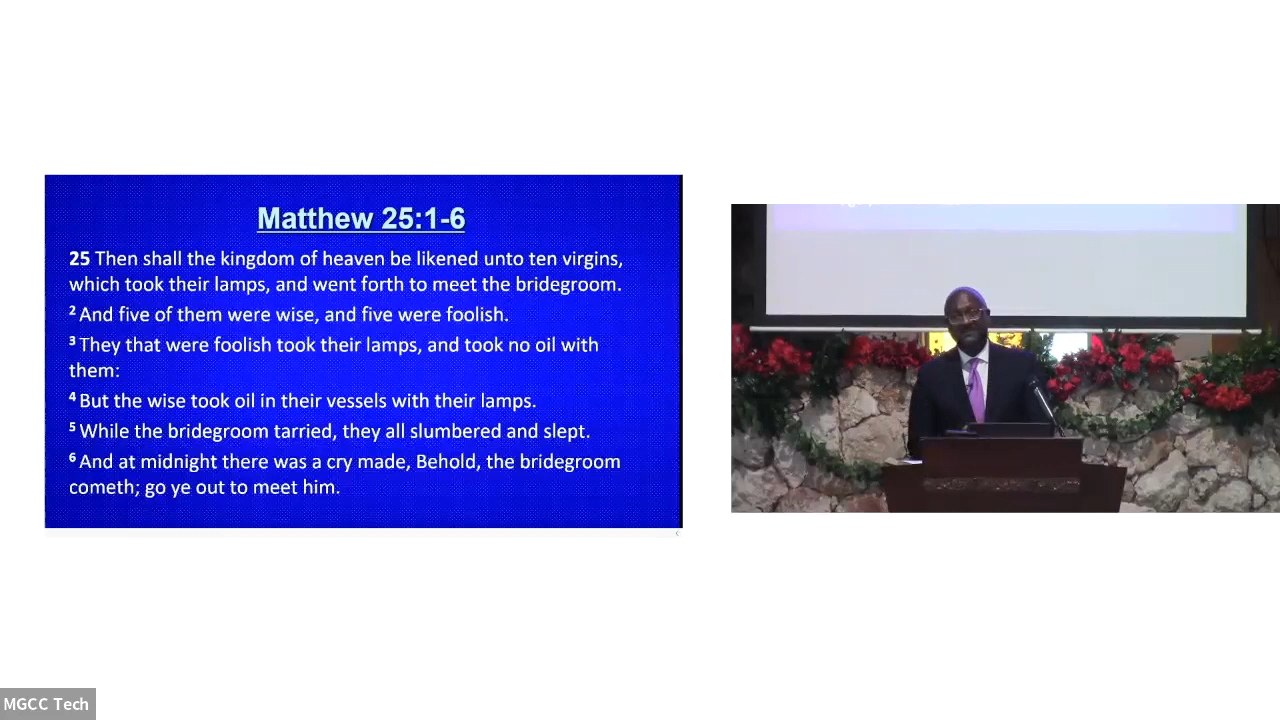 Matthew 25:1-6
25 Then shall the kingdom of heaven be likened unto ten virgins,
which took their lamps, and went forth to meet the bridegroom.
2 And five of them were wise, and five were foolish.
3 They that were foolish took their lamps, and took no oil with
them:
4 But the wise took oil in their vessels with their lamps.
5 While the bridegroom tarried, they all slumbered and slept.
6 And at midnight there was a cry made, Behold, the bridegroom
cometh; go ye out to meet him.
MGCC Tech